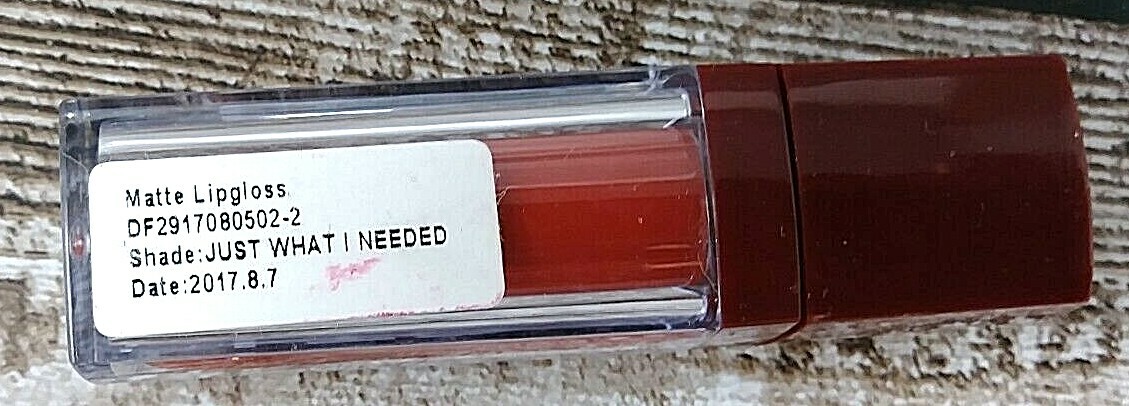 Matte Lipgloss
DF2917080502-2
Shade:JUST WHAT I NEEDED
Date:2017.8.7